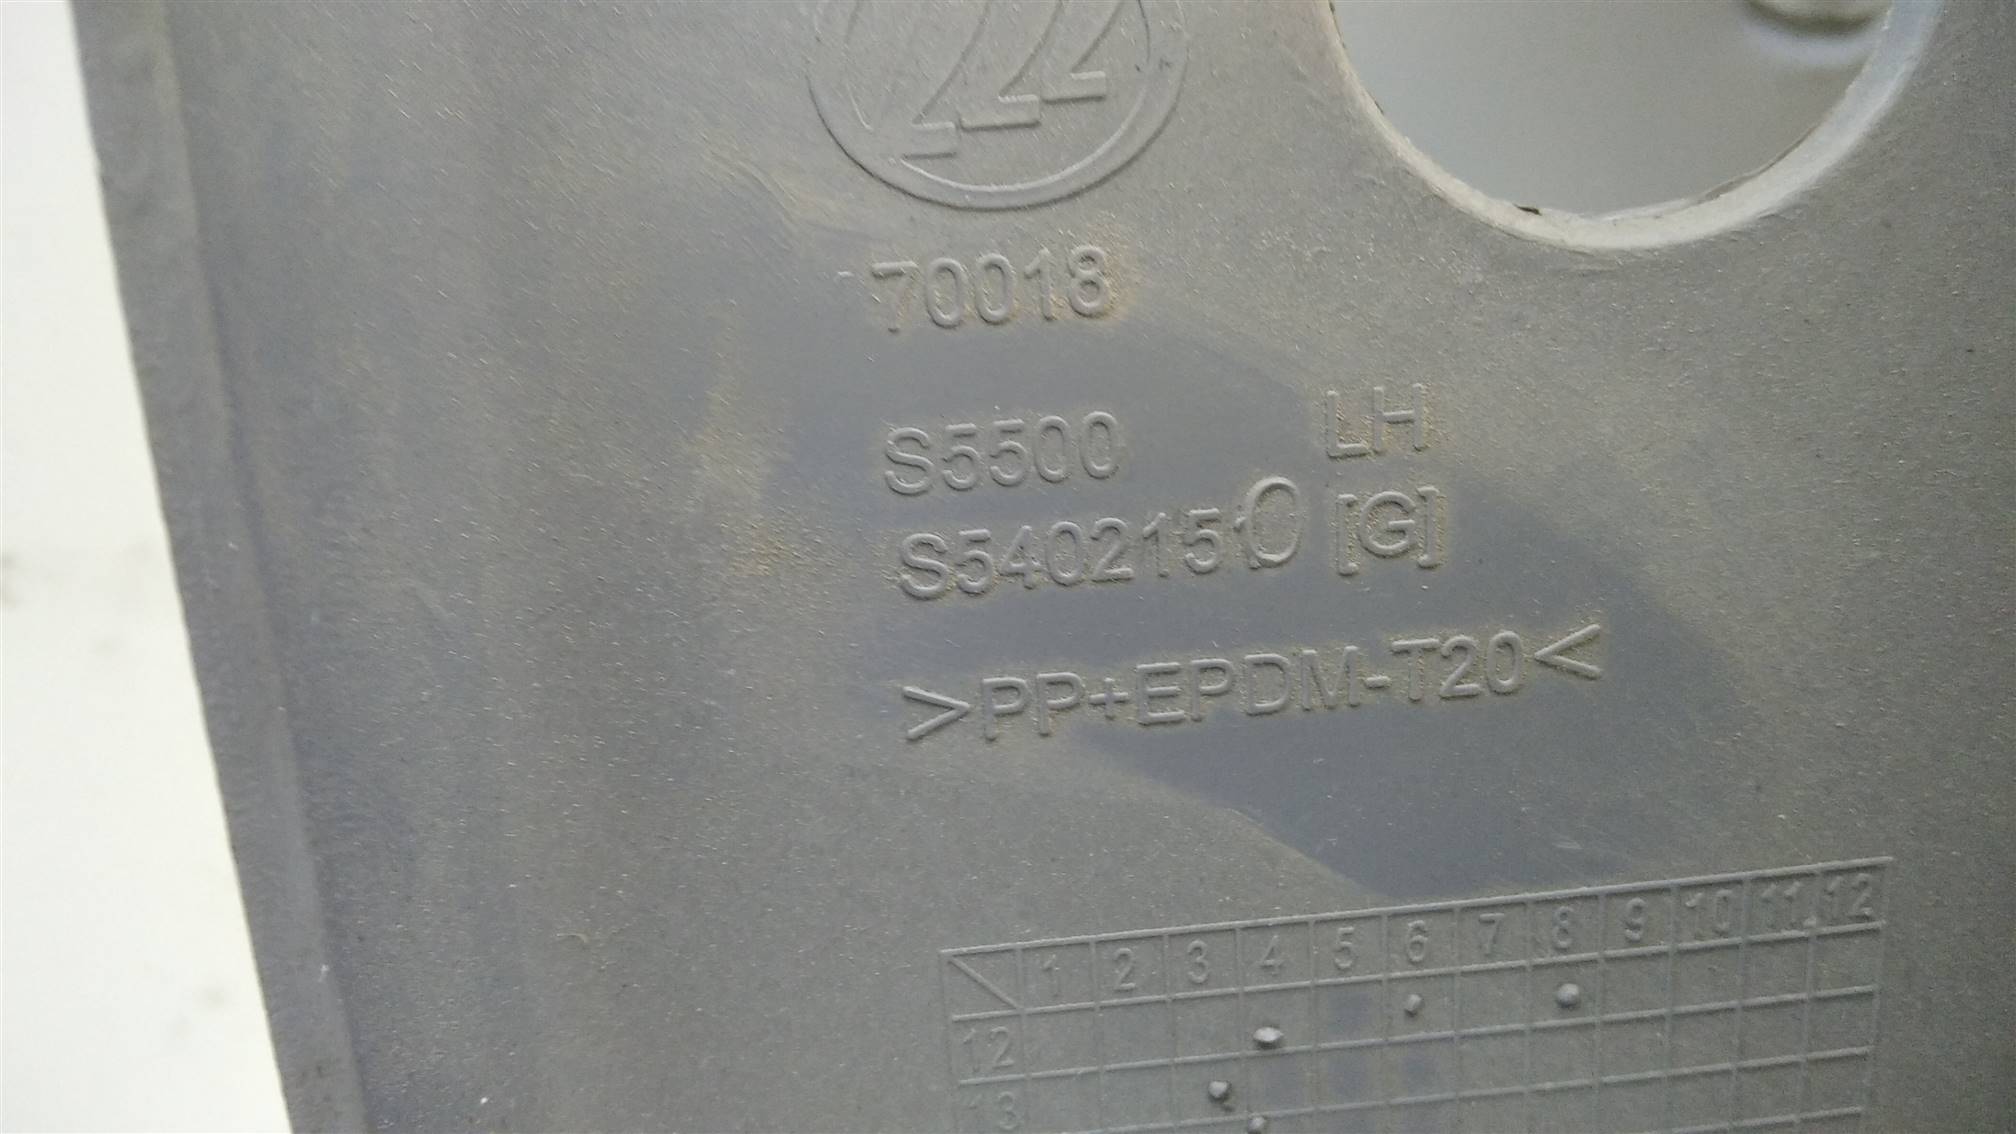 70018
S5500 LH
S54021510 [G]
>PP+EPDM-T20<
1 2 3 4 5 6 7 8 9 10 11 12
12
13